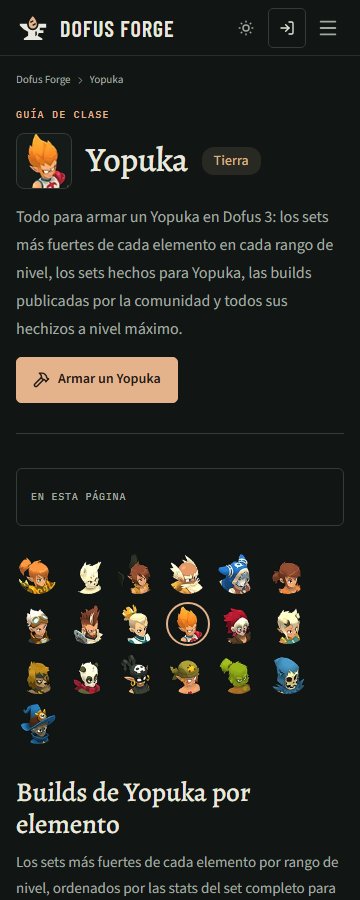 DOFUS FORGE
Dofus Forge > Yopuka
GUÍA DE CLASE
Yopuka
Tierra
Todo para armar un Yopuka en Dofus 3: los sets
más fuertes de cada elemento en cada rango de
nivel, los sets hechos para Yopuka, las builds
publicadas por la comunidad y todos sus
hechizos a nivel máximo.
Armar un Yopuka
EN ESTA PÁGINA
Builds de Yopuka por
elemento
Los sets más fuertes de cada elemento por rango de
nivel, ordenados por las stats del set completo para